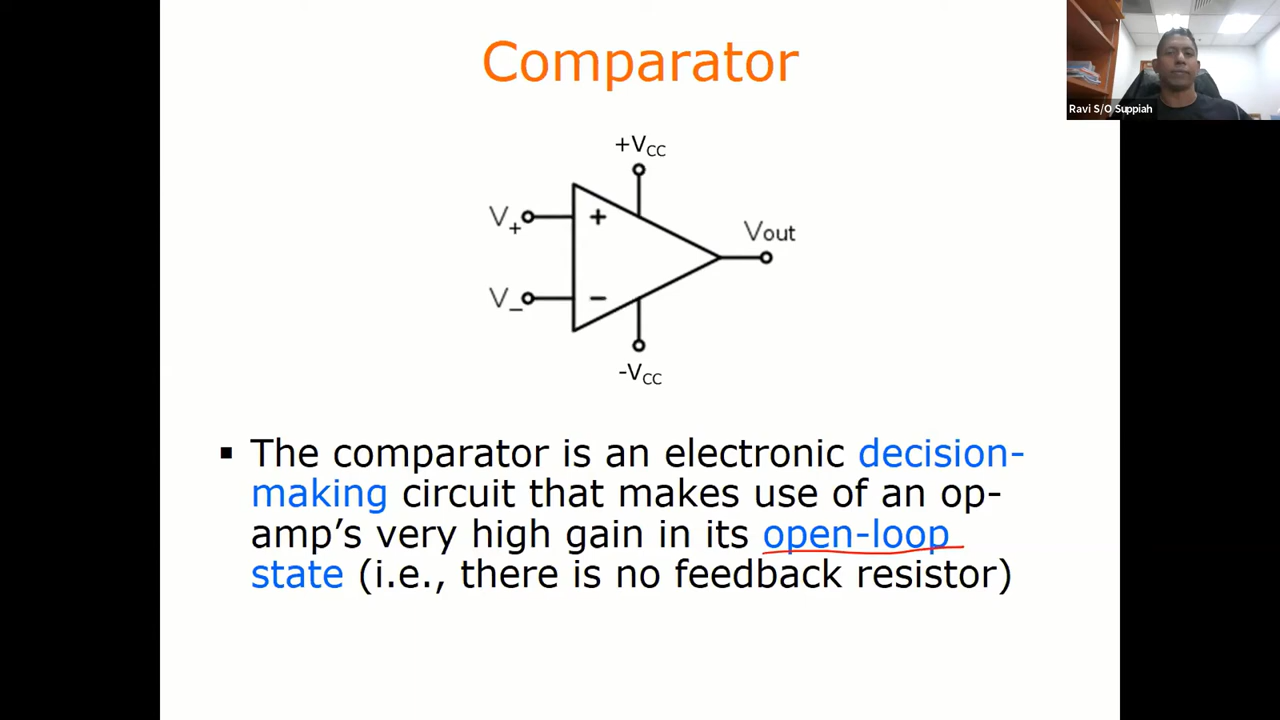 Comparator
Ravi S/O Suppiah
+VCC
V+
+
Vout
V_
−
-VCC
▪ The comparator is an electronic decision-
making circuit that makes use of an op-
amp’s very high gain in its open-loop
state (i.e., there is no feedback resistor)